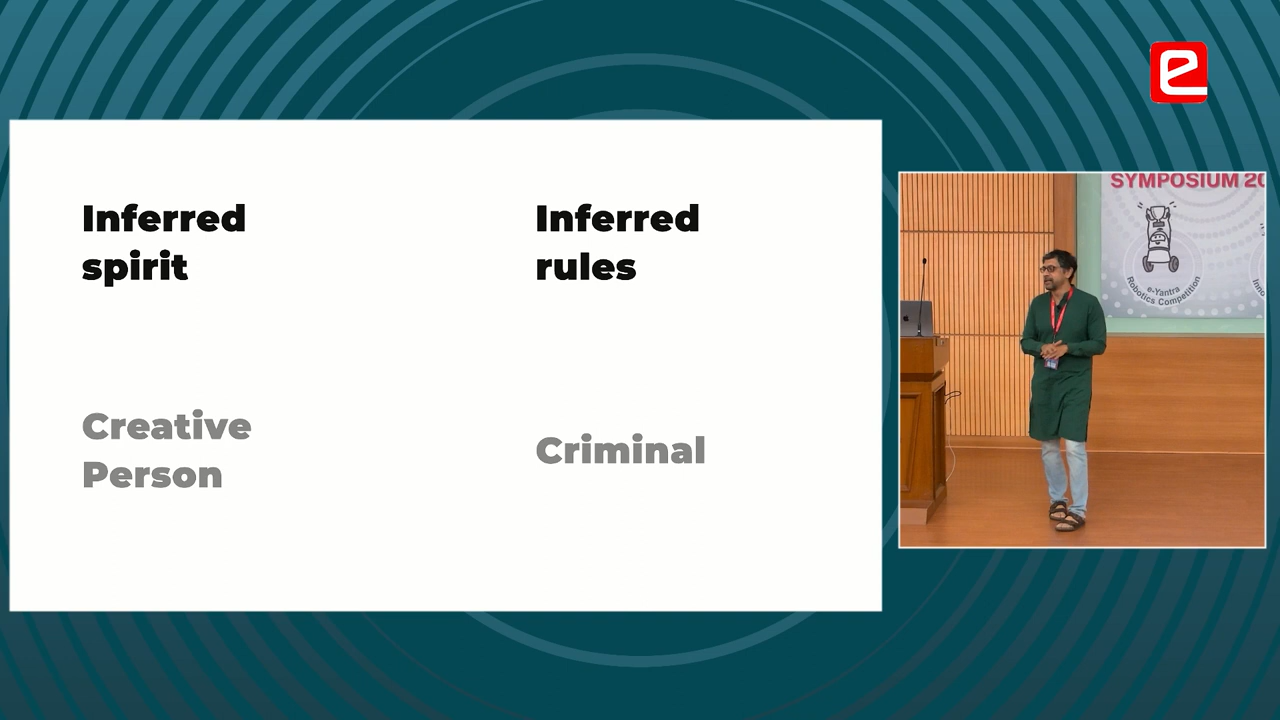 Inferred
spirit
Inferred
rules
Creative
Person
Criminal
e
SYMPOSIUM 20
e-Yantra
Robotics Competition